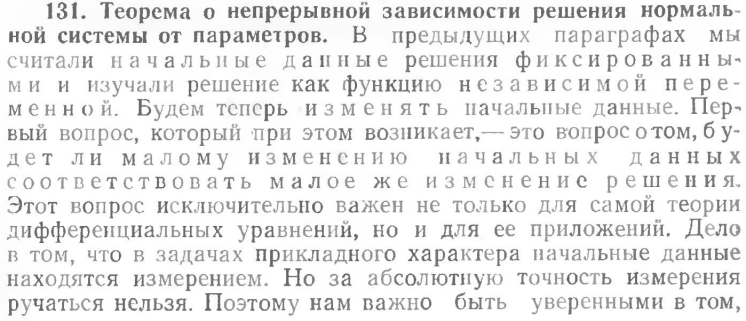 131. Теорема о непрерывной зависимости решения нормаль-
ной системы от параметров. В предыдущих параграфах мы
считали начальные данные решения фиксированны-
ми и изучали решение как функцию независимой пере-
менной. Будем теперь изменять начальные данные. Пер-
вый вопрос, который при этом возникает,— это вопрос о том, бу-
дет ли малому изменению начальных данных
соответствовать малое же изменение решения.
Этот вопрос исключительно важен не только для самой теории
дифференциальных уравнений, но и для ее приложений. Дело
в том, что в задачах прикладного характера начальные данные
находятся измерением. Но за абсолютную точность измерения
ручаться нельзя. Поэтому нам важно быть уверенными в том,